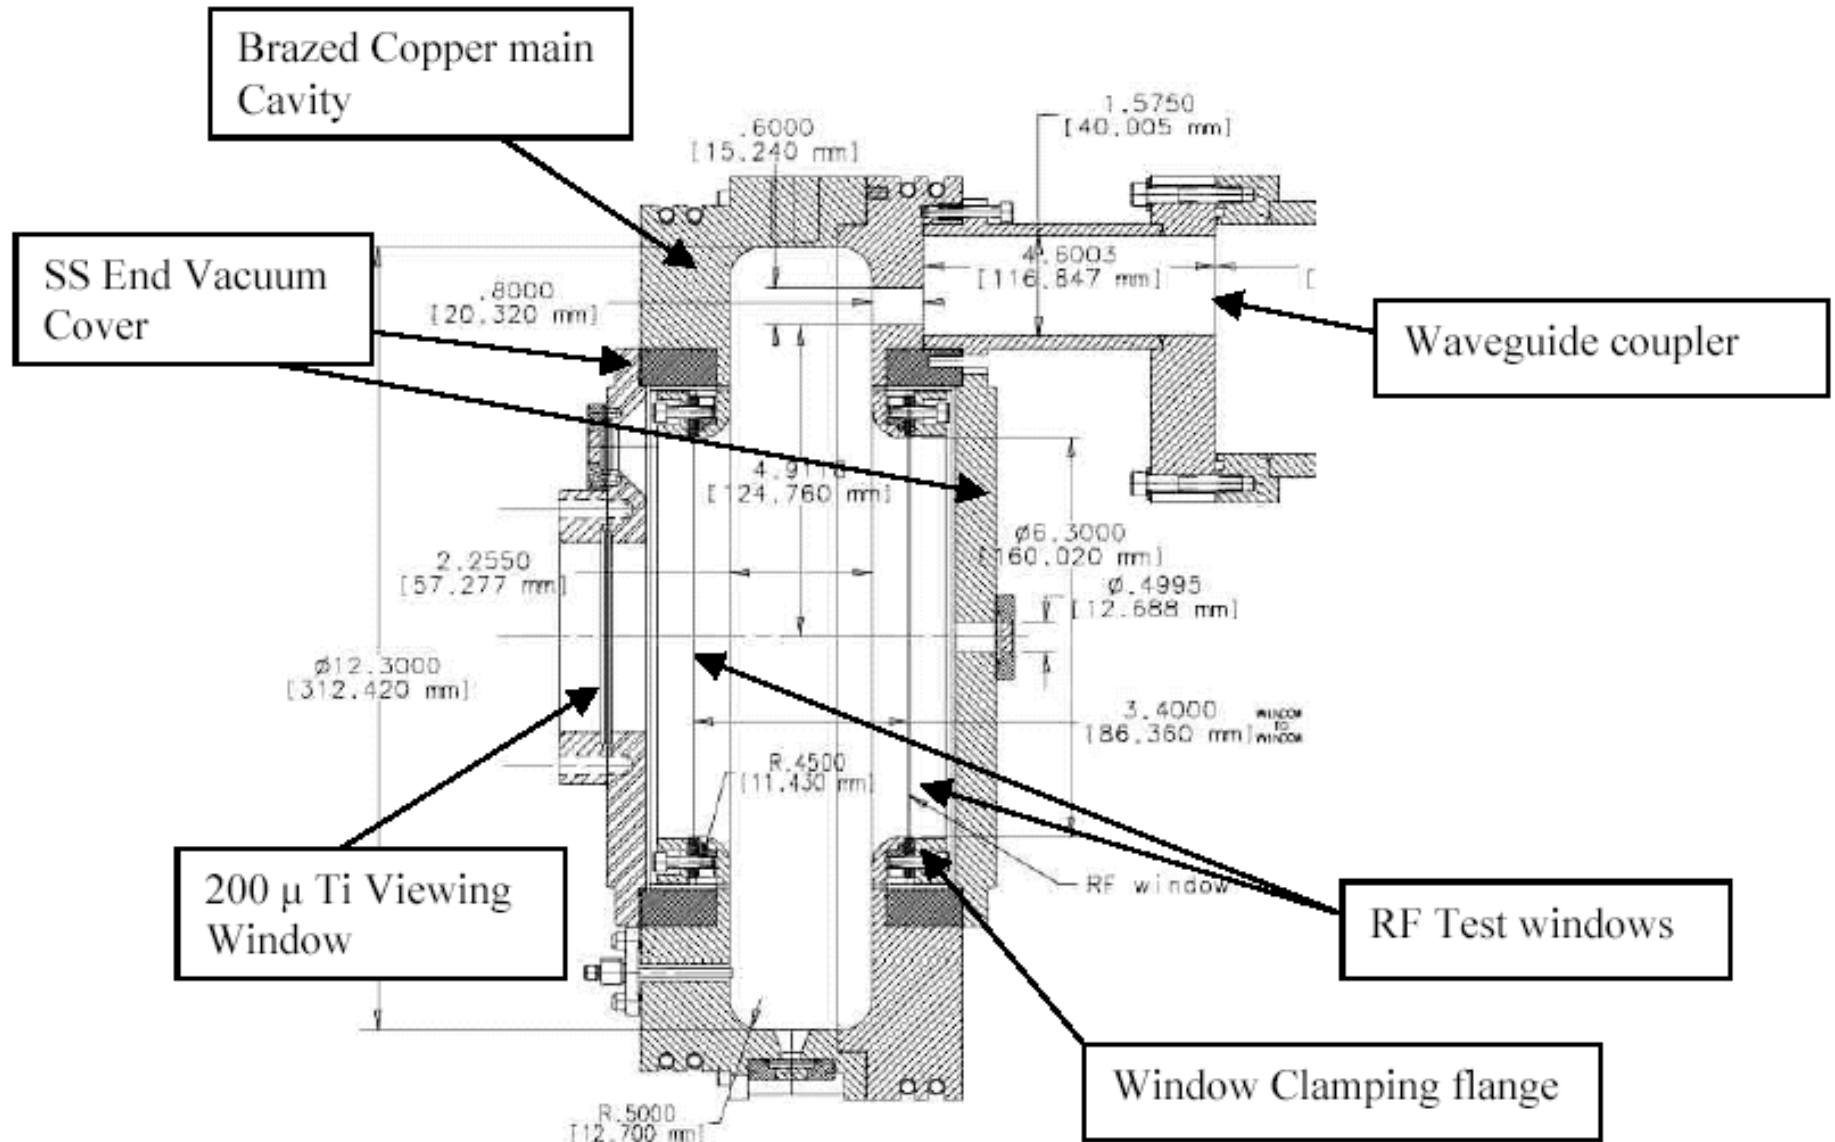 Brazed Copper main
Cavity
1.5750
[40.005 mm]
.6000
[15.240 mm]
SS End Vacuum
Cover
4.6003
[116.847 mm]
.8000
[20.320 mm]
Waveguide coupler
[124.760 mm]
Ø6.3000
[160.020 mm]
2.2550
[57.277 mm]
Ø.4995
[12.688 mm]
Ø12.3000
[312.420 mm]
3.4000
[86.360 mm]
WINDOW
TO
WINDOW
R.4500
[11.430 mm]
200 µ Ti Viewing
Window
RF window
RF Test windows
Window Clamping flange
R.5000
[12.700 mm]